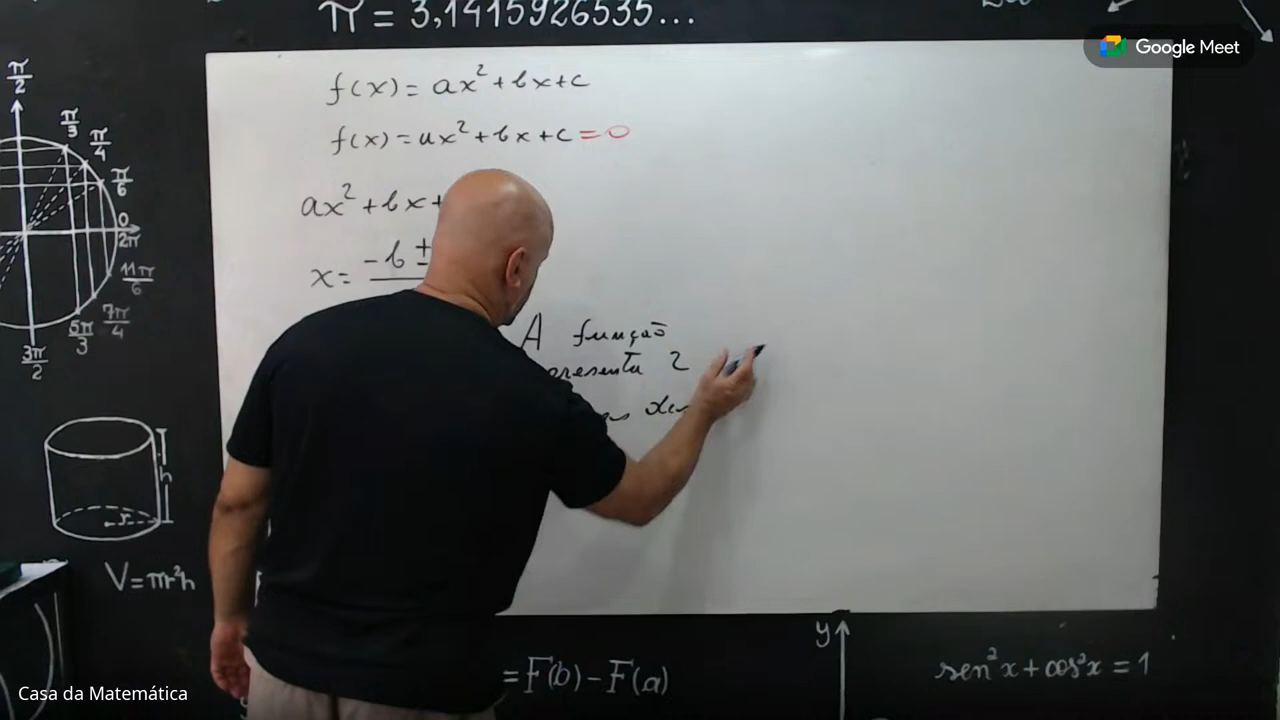 π = 3,1415926535...
Google Meet
f(x) = ax² + bx + c
f(x) = ax² + bx + c = 0
ax² + bx +
x = -b ±
A função
presenta 2
π/2
π/3
π/4
π/6
0
2π
11π/6
7π/4
5π/3
3π/2
h
r
V = πr²h
= F(b) - F(a)
y
sen²x + cos²x = 1
Casa da Matemática